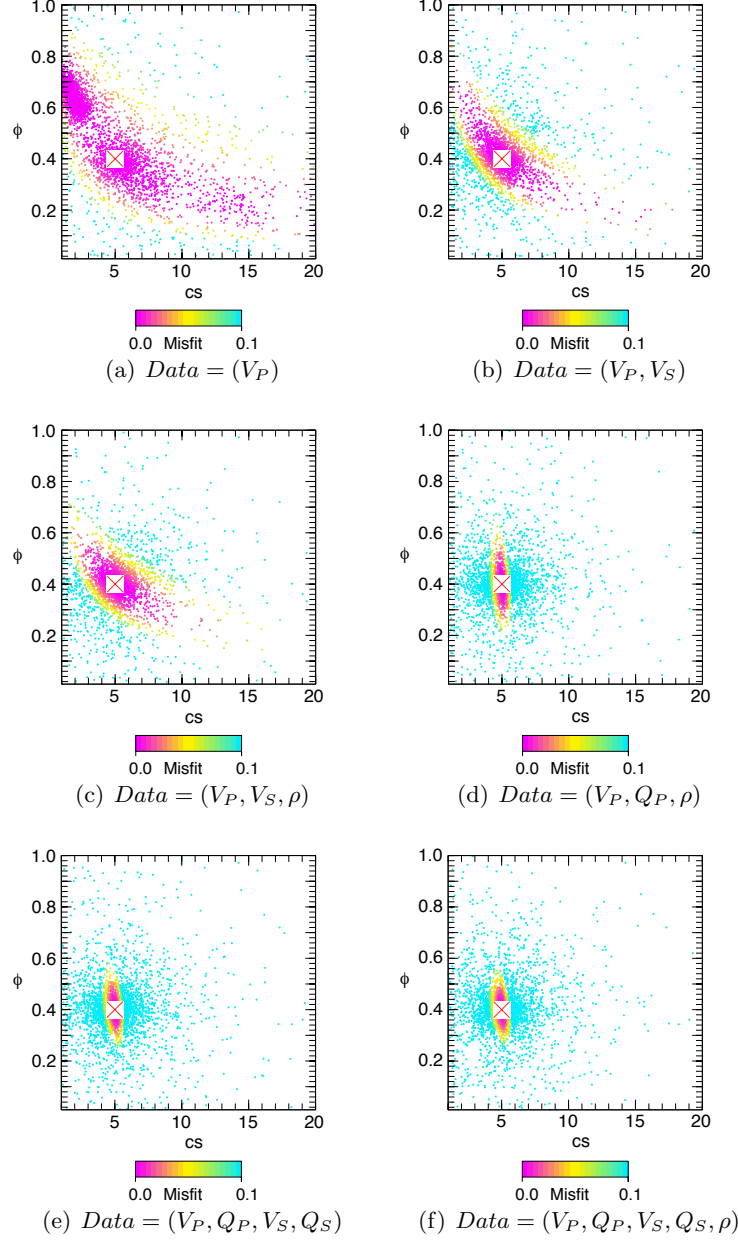 1.0
0.8
0.6
ϕ
0.4
0.2
5 10 15 20
cs
0.0 Misfit 0.1
(a) Data = (V_P)
1.0
0.8
0.6
ϕ
0.4
0.2
5 10 15 20
cs
0.0 Misfit 0.1
(b) Data = (V_P, V_S)
1.0
0.8
0.6
ϕ
0.4
0.2
5 10 15 20
cs
0.0 Misfit 0.1
(c) Data = (V_P, V_S, ρ)
1.0
0.8
0.6
ϕ
0.4
0.2
5 10 15 20
cs
0.0 Misfit 0.1
(d) Data = (V_P, Q_P, ρ)
1.0
0.8
0.6
ϕ
0.4
0.2
5 10 15 20
cs
0.0 Misfit 0.1
(e) Data = (V_P, Q_P, V_S, Q_S)
1.0
0.8
0.6
ϕ
0.4
0.2
5 10 15 20
cs
0.0 Misfit 0.1
(f) Data = (V_P, Q_P, V_S, Q_S, ρ)